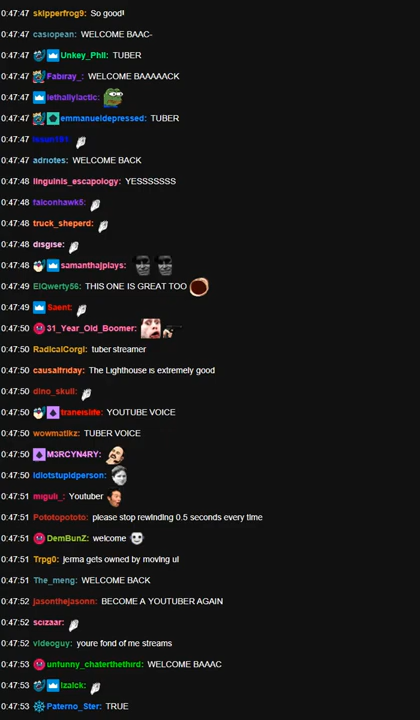 0:47:47 skipperfrog9: So good!
0:47:47 casiopean: WELCOME BAAC-
0:47:47 Unkey_Phil: TUBER
0:47:47 Fabiray_: WELCOME BAAAAACK
0:47:47 lethallylactic:
0:47:47 emmanueldepressed: TUBER
0:47:47
0:47:47 adriotes: WELCOME BACK
0:47:48 linguinis_escapology: YESSSSSSS
0:47:48 falconhawk5:
0:47:48 truck_sheperd:
0:47:48 disgise:
0:47:48 samanthajplays:
0:47:49 ElQwerty56: THIS ONE IS GREAT TOO
0:47:49 Saent:
0:47:50 31_Year_Old_Boomer:
0:47:50 RadicalCorgi: tuber streamer
0:47:50 causalfriday: The Lighthouse is extremely good
0:47:50 dino_skull:
0:47:50 traneislife: YOUTUBE VOICE
0:47:50 wowmatikz: TUBER VOICE
0:47:50 M3RCYN4RY:
0:47:50 idiotstupidperson:
0:47:51 miguli_: Youtuber
0:47:51 Pototopototo: please stop rewinding 0.5 seconds every time
0:47:51 DemBunZ: welcome
0:47:51 Trpg0: jerma gets owned by moving ui
0:47:51 The_meng: WELCOME BACK
0:47:52 jasonthejasonn: BECOME A YOUTUBER AGAIN
0:47:52 scizaar:
0:47:52 videoguy: youre fond of me streams
0:47:53 unfunny_chaterthethird: WELCOME BAAAC
0:47:53 Izalck:
0:47:53 Paterno_Ster: TRUE